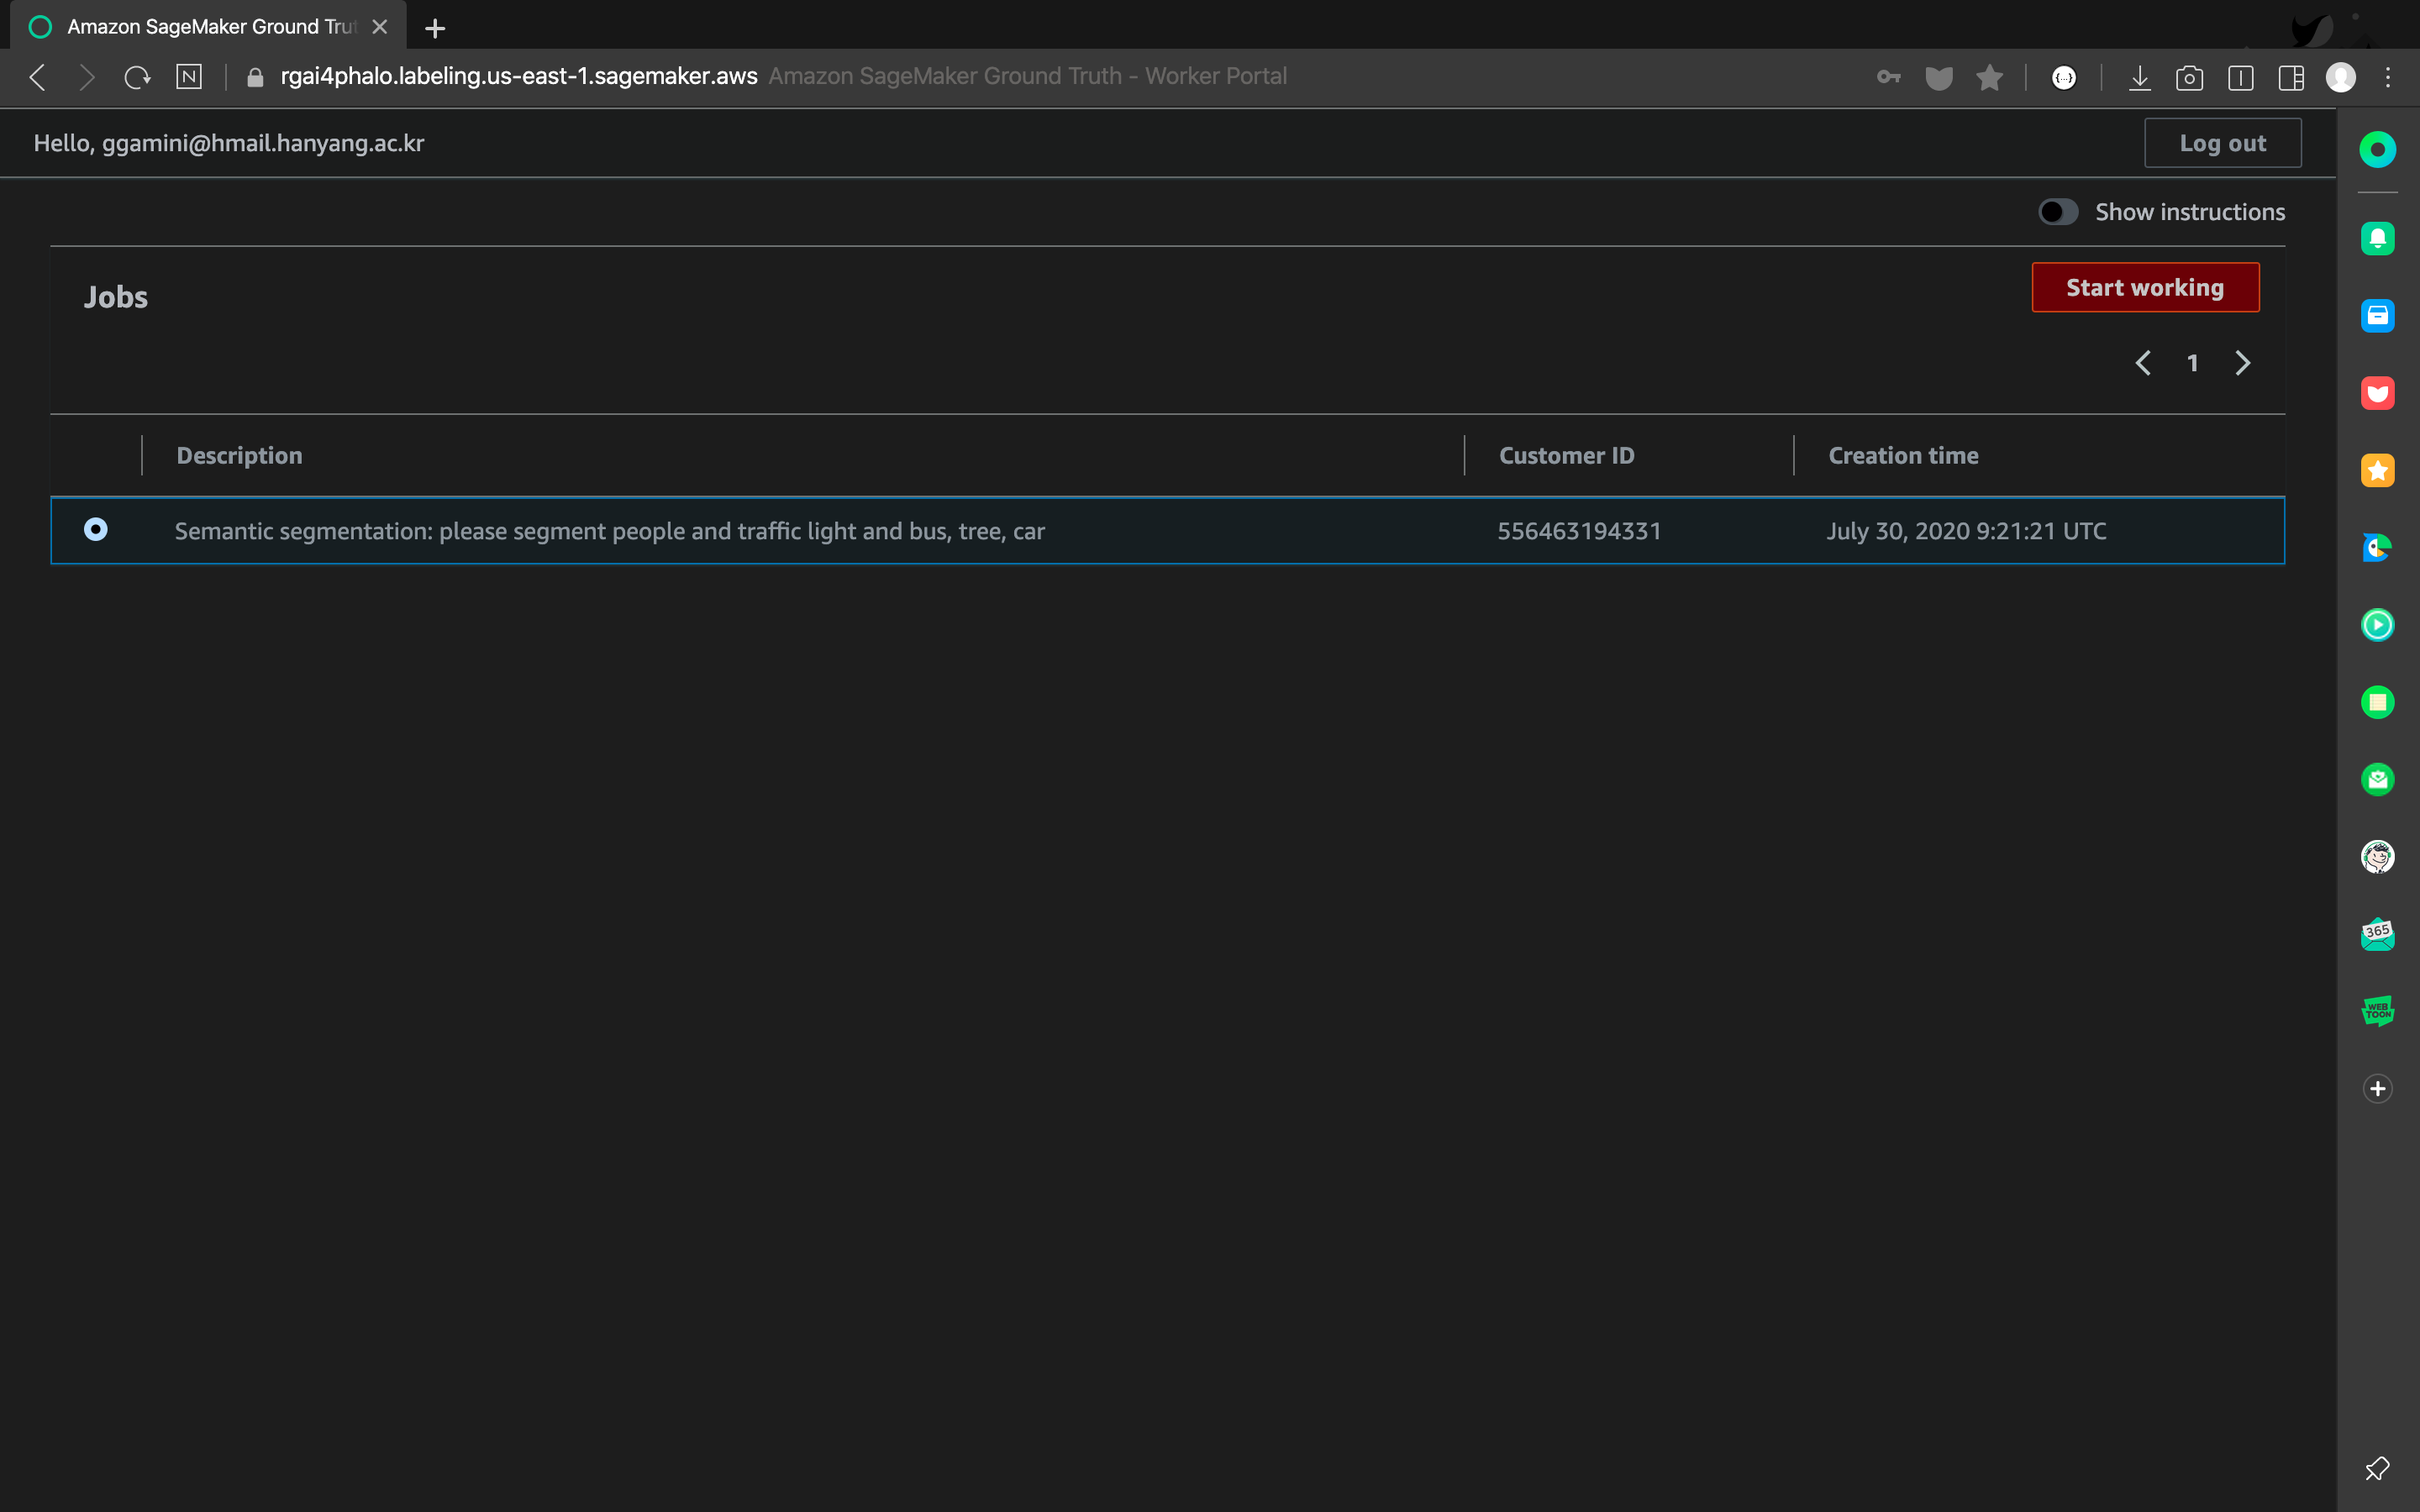 Amazon SageMaker Ground Trut
rgai4phalo.labeling.us-east-1.sagemaker.aws Amazon SageMaker Ground Truth - Worker Portal
Hello, ggamini@hmail.hanyang.ac.kr
Log out
Show instructions
Jobs
Start working
1
Description
Customer ID
Creation time
Semantic segmentation: please segment people and traffic light and bus, tree, car
556463194331
July 30, 2020 9:21:21 UTC
365
WEB
TOON